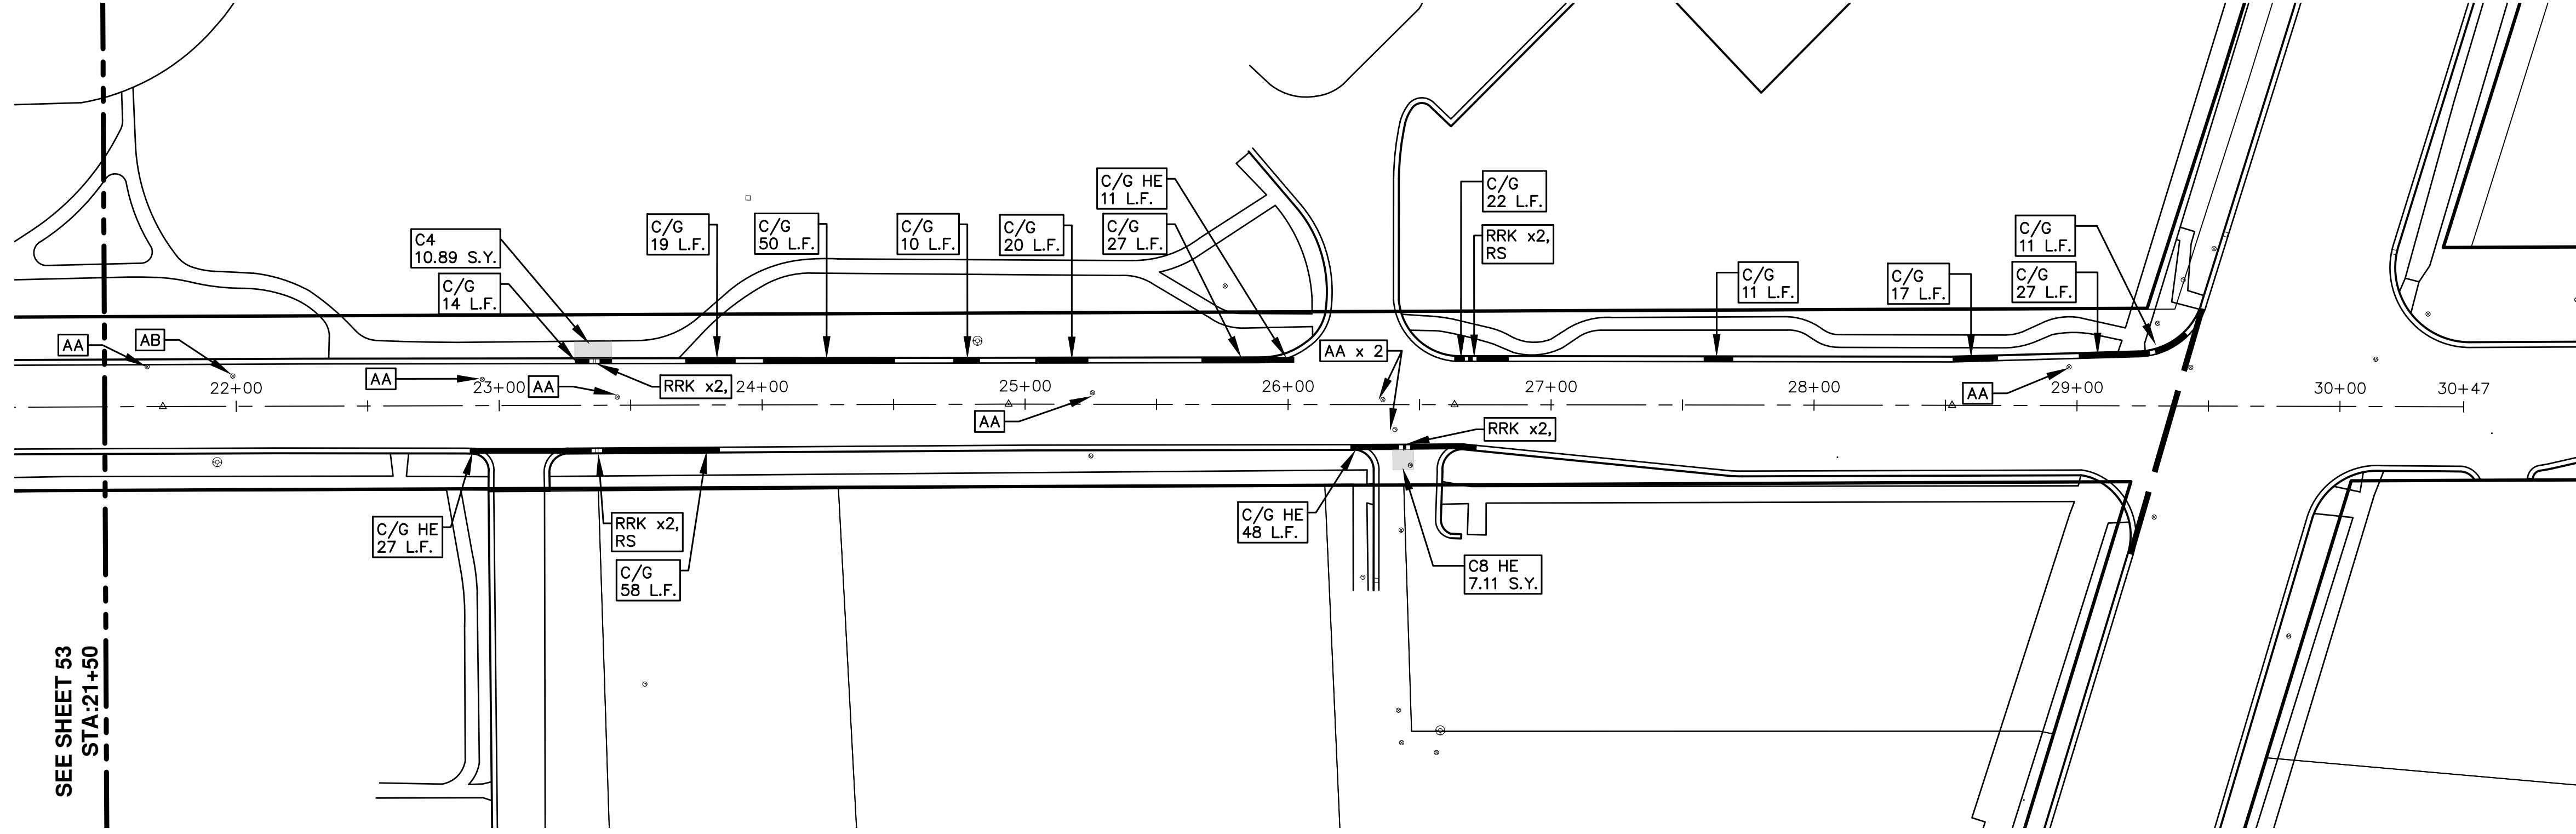 C/G HE
11 L.F.
C/G
22 L.F.
C/G
19 L.F.
C/G
50 L.F.
C/G
10 L.F.
C/G
20 L.F.
C/G
27 L.F.
C/G
11 L.F.
C4
10.89 S.Y.
RRK x2,
RS
C/G
14 L.F.
C/G
11 L.F.
C/G
17 L.F.
C/G
27 L.F.
AA
AB
AA
AA
RRK x2,
AA x 2
AA
AA
22+00
23+00
24+00
25+00
26+00
27+00
28+00
29+00
30+00
30+47
RRK x2,
C/G HE
27 L.F.
RRK x2,
RS
C/G HE
48 L.F.
C/G
58 L.F.
C8 HE
7.11 S.Y.
SEE SHEET 53
STA:21+50